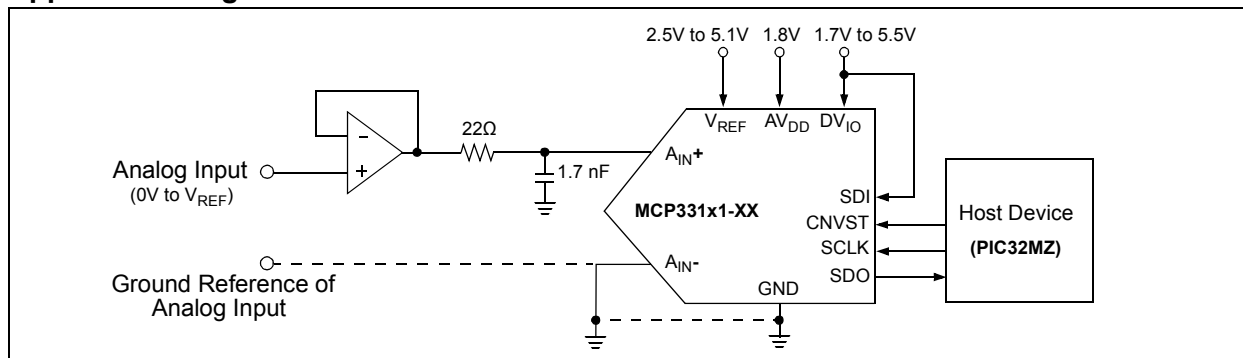 2.5V to 5.1V 1.8V 1.7V to 5.5V
VREF AVDD DVIO
22Ω
-
+
AIN+
1.7 nF
Analog Input
(0V to VREF)
MCP331x1-XX
SDI
CNVST
SCLK
SDO
Host Device
(PIC32MZ)
AIN-
GND
Ground Reference of
Analog Input